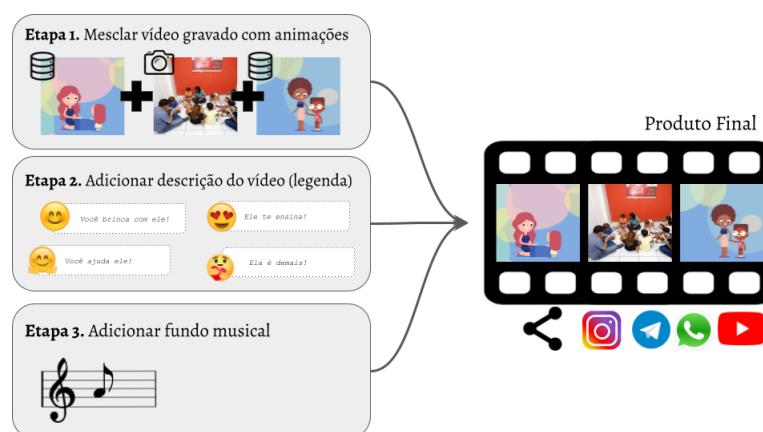 Etapa 1. Mesclar vídeo gravado com animações
Etapa 2. Adicionar descrição do vídeo (legenda)
Você brinca com ele!
Ele te ensina!
Você ajuda ele!
Ela é demais!
Etapa 3. Adicionar fundo musical
Produto Final